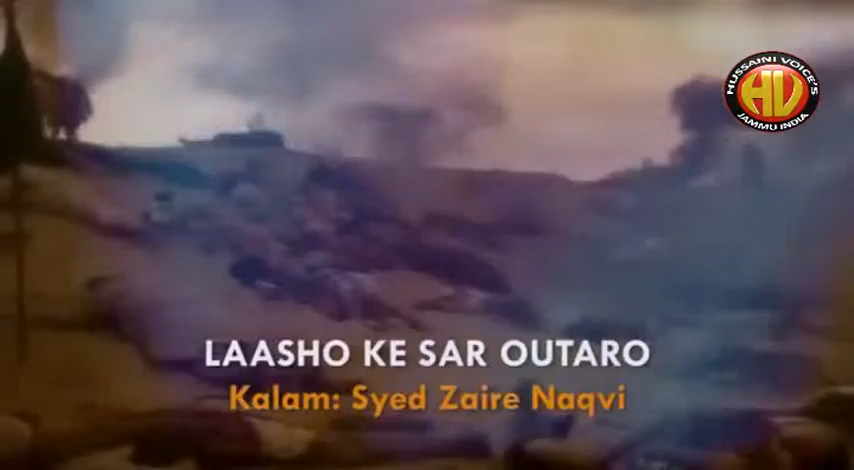 HUSSAINI VOICE'S
HV
JAMMU INDIA
LAASHO KE SAR OUTARO
Kalam: Syed Zaire Naqvi